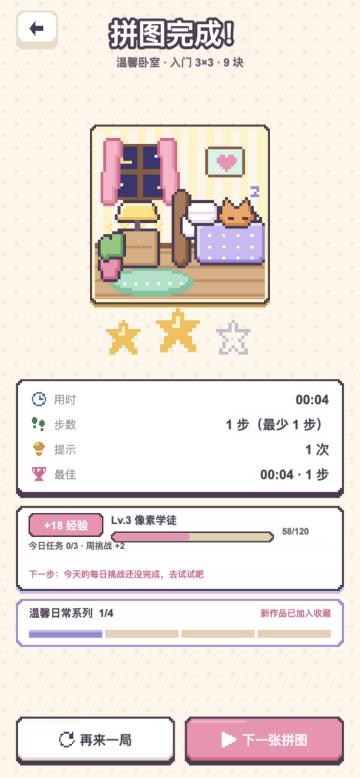 拼图完成!
温馨卧室 · 入门 3×3 · 9 块
z
用时 00:04
步数 1 步（最少 1 步）
提示 1 次
最佳 00:04 · 1 步
+18 经验 Lv.3 像素学徒 58/120
今日任务 0/3 · 周挑战 +2
下一步：今天的每日挑战还没完成，去试试吧
温馨日常系列 1/4 新作品已加入收藏
再来一局 下一张拼图